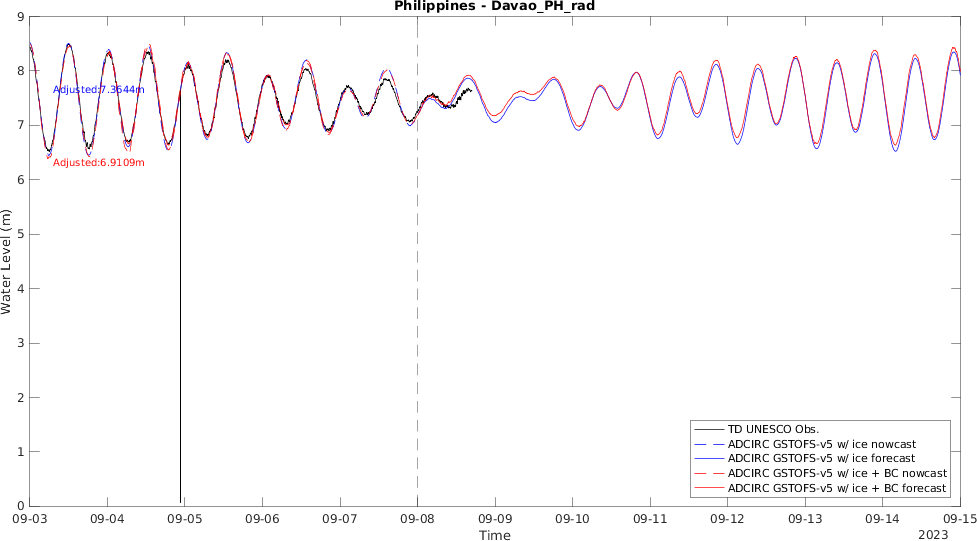 Philippines - Davao_PH_rad
9
8
7
6
5
4
3
2
1
0
Water Level (m)
Adjusted:7.3644m
Adjusted:6.9109m
TD UNESCO Obs.
ADCIRC GSTOFS-v5 w/ ice nowcast
ADCIRC GSTOFS-v5 w/ ice forecast
ADCIRC GSTOFS-v5 w/ ice + BC nowcast
ADCIRC GSTOFS-v5 w/ ice + BC forecast
09-03 09-04 09-05 09-06 09-07 09-08 09-09 09-10 09-11 09-12 09-13 09-14 09-15
Time
2023